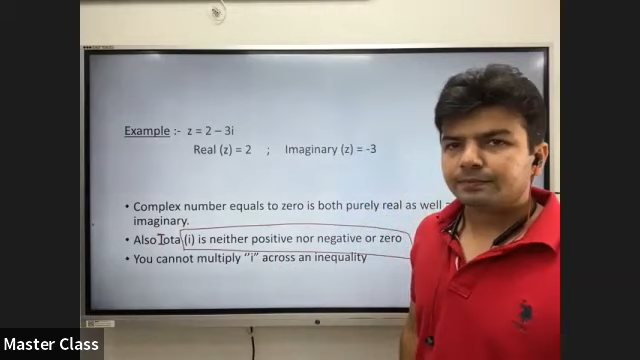 Example :- z = 2 – 3i
Real (z) = 2 ; Imaginary (z) = -3
• Complex number equals to zero is both purely real as well
imaginary.
• Also Iota (i) is neither positive nor negative or zero
• You cannot multiply “i” across an inequality
Master Class